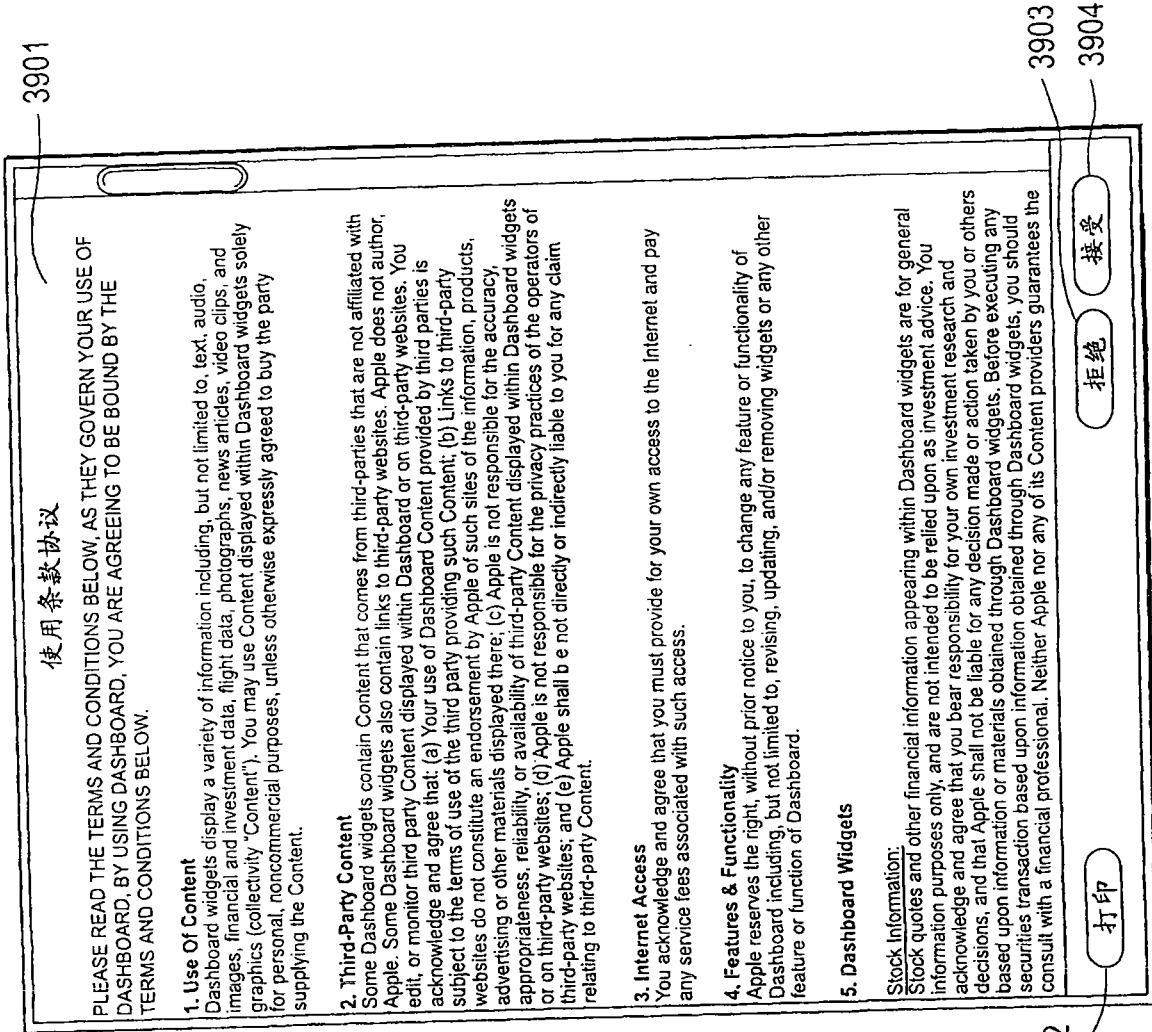 3901
使用条款协议
PLEASE READ THE TERMS AND CONDITIONS BELOW, AS THEY GOVERN YOUR USE OF
DASHBOARD, BY USING DASHBOARD, YOU ARE AGREEING TO BE BOUND BY THE
TERMS AND CONDITIONS BELOW.
1. Use Of Content
Dashboard widgets display a variety of information including, but not limited to, text, audio,
images, financial and investment data, flight data, photographs, news articles, video clips, and
graphics (collectivity "Content"). You may use Content displayed within Dashboard widgets solely
for personal, noncommercial purposes, unless otherwise expressly agreed to buy the party
supplying the Content.
2. Third-Party Content
Some Dashboard widgets contain Content that comes from third-parties that are not affiliated with
Apple. Some Dashboard widgets also contain links to third-party websites. Apple does not author,
edit, or monitor third party Content displayed within Dashboard or on third-party websites. You
acknowledge and agree that: (a) Your use of Dashboard Content provided by third parties is
subject to the terms of use of the third party providing such Content; (b) Links to third-party
websites do not constitute an endorsement by Apple of such sites of the information, products,
advertising or other materials displayed there; (c) Apple is not responsible for the accuracy,
appropriateness, reliability, or availability of third-party Content displayed within Dashboard widgets
or on third-party websites; (d) Apple is not responsible for the privacy practices of the operators of
third-party websites; and (e) Apple shall b e not directly or indirectly liable to you for any claim
relating to third-party Content.
3. Internet Access
You acknowledge and agree that you must provide for your own access to the Internet and pay
any service fees associated with such access.
4. Features & Functionality
Apple reserves the right, without prior notice to you, to change any feature or functionality of
Dashboard including, but not limited to, revising, updating, and/or removing widgets or any other
feature or function of Dashboard.
5. Dashboard Widgets
Stock Information:
Stock quotes and other financial information appearing within Dashboard widgets are for general
information purposes only, and are not intended to be relied upon as investment advice. You
acknowledge and agree that you bear responsibility for your own investment research and
decisions, and that Apple shall not be liable for any decision made or action taken by you or others
based upon information or materials obtained through Dashboard widgets. Before executing any
securities transaction based upon information obtained through Dashboard widgets, you should
consult with a financial professional. Neither Apple nor any of its Content providers guarantees the
打印
拒绝
接受
3903
3904